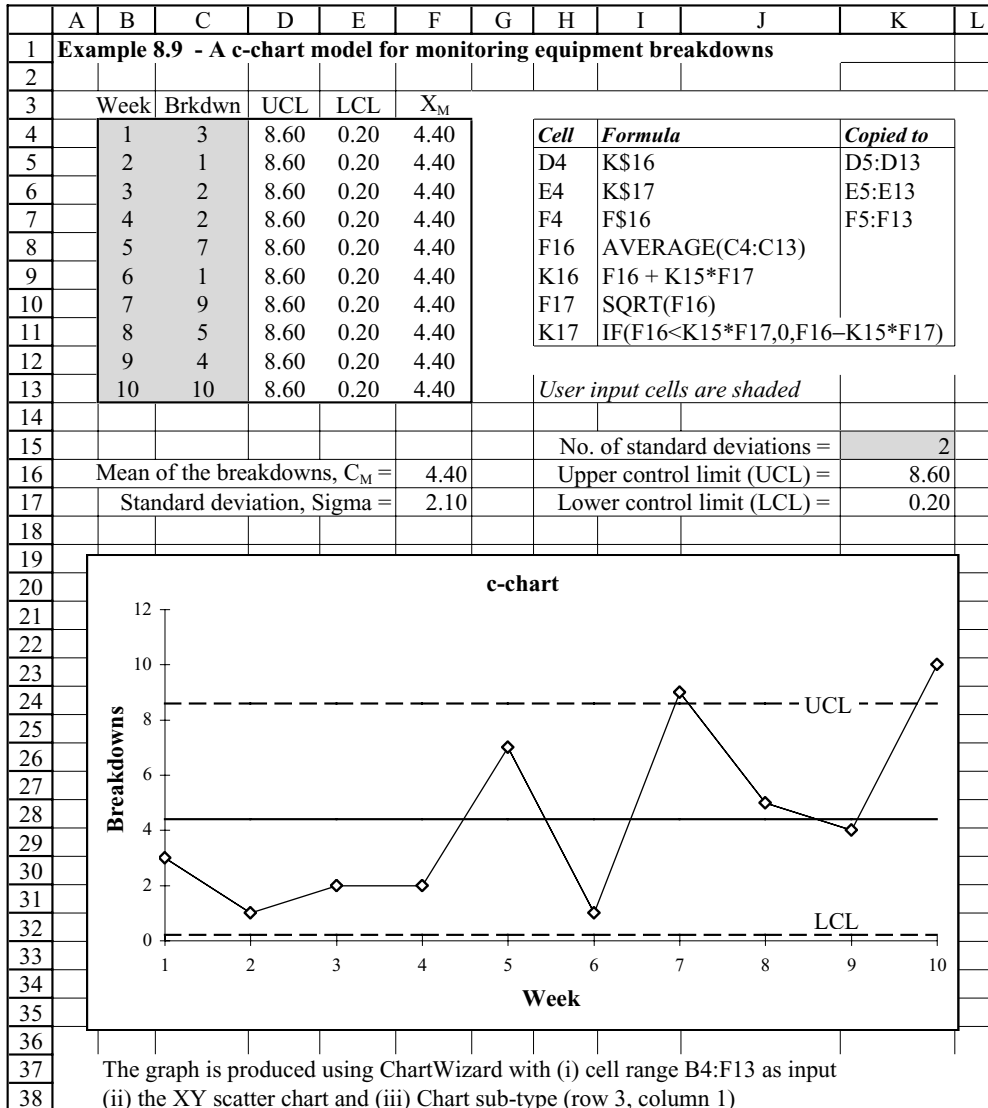 A B C D E F G H I J K L
1 Example 8.9 - A c-chart model for monitoring equipment breakdowns
2
3 Week Brkdwn UCL LCL X_M
4 1 3 8.60 0.20 4.40 Cell Formula Copied to
5 2 1 8.60 0.20 4.40 D4 K$16 D5:D13
6 3 2 8.60 0.20 4.40 E4 K$17 E5:E13
7 4 2 8.60 0.20 4.40 F4 F$16 F5:F13
8 5 7 8.60 0.20 4.40 F16 AVERAGE(C4:C13)
9 6 1 8.60 0.20 4.40 K16 F16 + K15*F17
10 7 9 8.60 0.20 4.40 F17 SQRT(F16)
11 8 5 8.60 0.20 4.40 K17 IF(F16<K15*F17,0,F16–K15*F17)
12 9 4 8.60 0.20 4.40
13 10 10 8.60 0.20 4.40 User input cells are shaded
14
15 No. of standard deviations = 2
16 Mean of the breakdowns, C_M = 4.40 Upper control limit (UCL) = 8.60
17 Standard deviation, Sigma = 2.10 Lower control limit (LCL) = 0.20
18
19
20
21
22
23
24
25
26
27
28
29
30
31
32
33
34
35
36
c-chart
12
10
8
6
4
2
0
Breakdowns
UCL
LCL
1 2 3 4 5 6 7 8 9 10
Week
37 The graph is produced using ChartWizard with (i) cell range B4:F13 as input
38 (ii) the XY scatter chart and (iii) Chart sub-type (row 3, column 1)